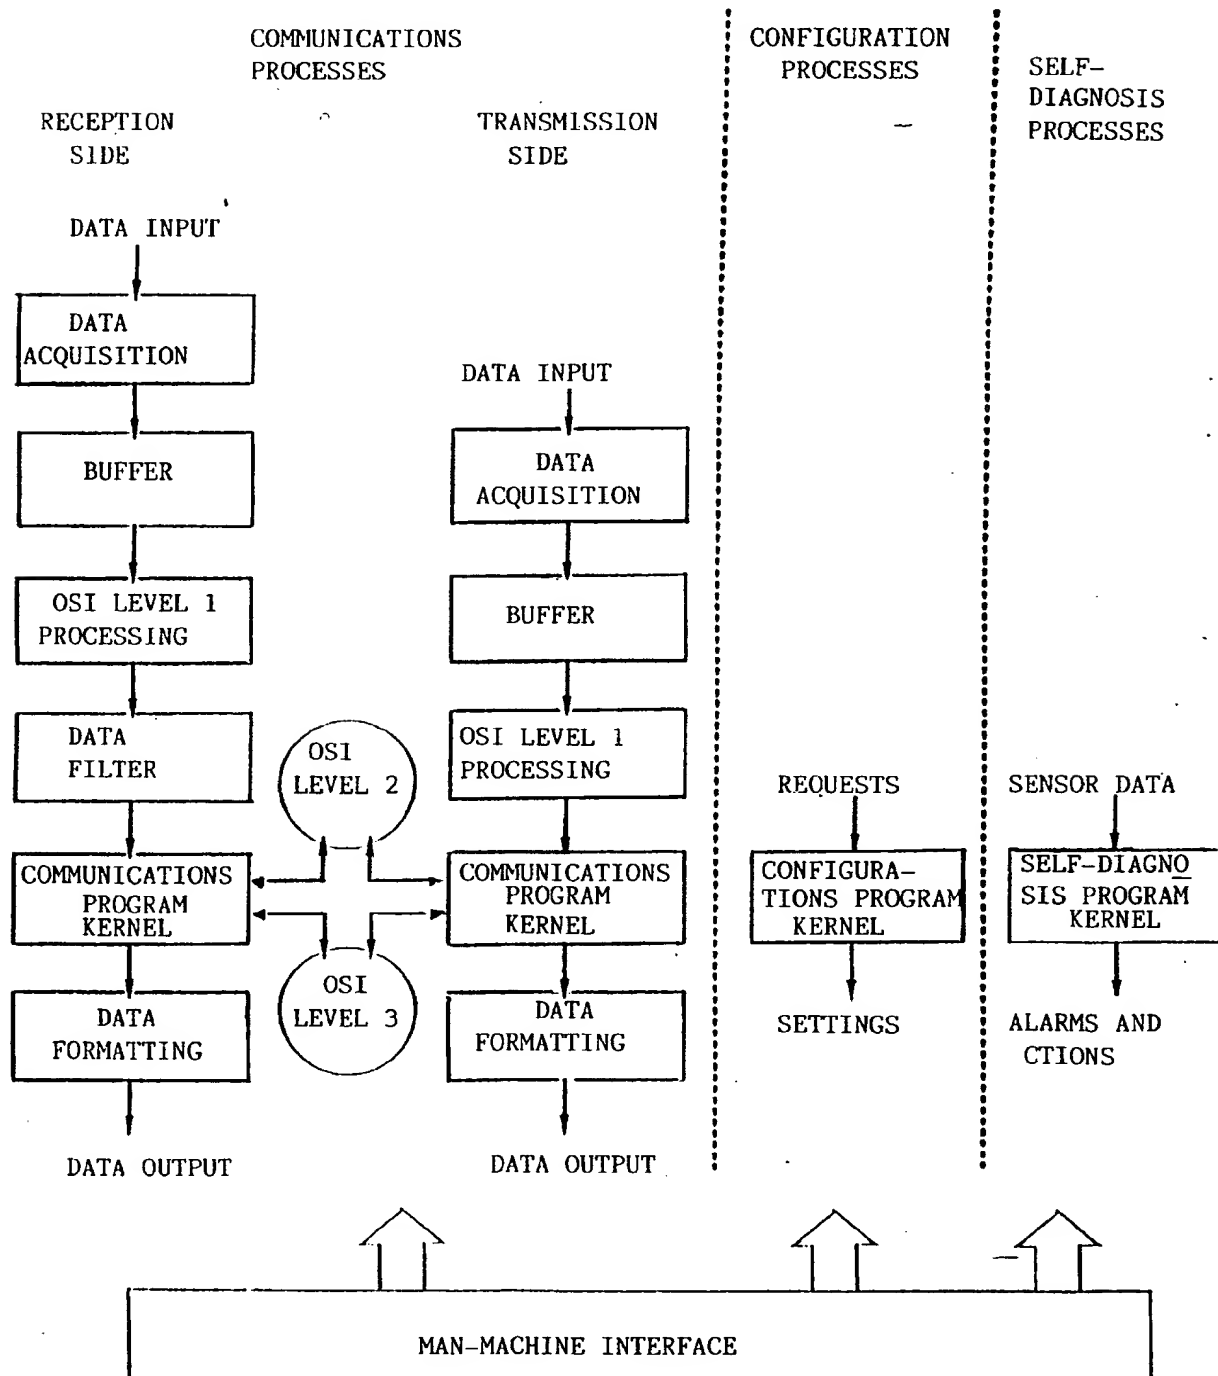 COMMUNICATIONS
PROCESSES
RECEPTION
SIDE
TRANSMISSION
SIDE
DATA INPUT
DATA
ACQUISITION
BUFFER
OSI LEVEL 1
PROCESSING
DATA
FILTER
COMMUNICATIONS
PROGRAM
KERNEL
DATA
FORMATTING
DATA OUTPUT
OSI
LEVEL 2
OSI
LEVEL 3
DATA INPUT
DATA
ACQUISITION
BUFFER
OSI LEVEL 1
PROCESSING
COMMUNICATIONS
PROGRAM
KERNEL
DATA
FORMATTING
DATA OUTPUT
CONFIGURATION
PROCESSES
REQUESTS
CONFIGURA-
TIONS PROGRAM
KERNEL
SETTINGS
SELF-
DIAGNOSIS
PROCESSES
SENSOR DATA
SELF-DIAGNO
SIS PROGRAM
KERNEL
ALARMS AND
CTIONS
MAN-MACHINE INTERFACE